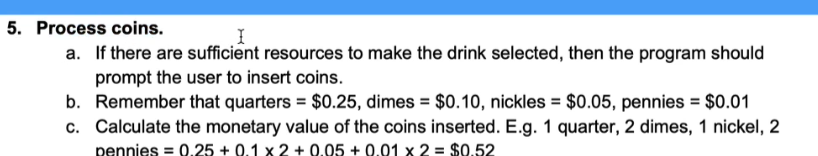 5. Process coins.
a. If there are sufficient resources to make the drink selected, then the program should
prompt the user to insert coins.
b. Remember that quarters = $0.25, dimes = $0.10, nickles = $0.05, pennies = $0.01
c. Calculate the monetary value of the coins inserted. E.g. 1 quarter, 2 dimes, 1 nickel, 2
pennies = 0.25 + 0.1 x 2 + 0.05 + 0.01 x 2 = $0.52